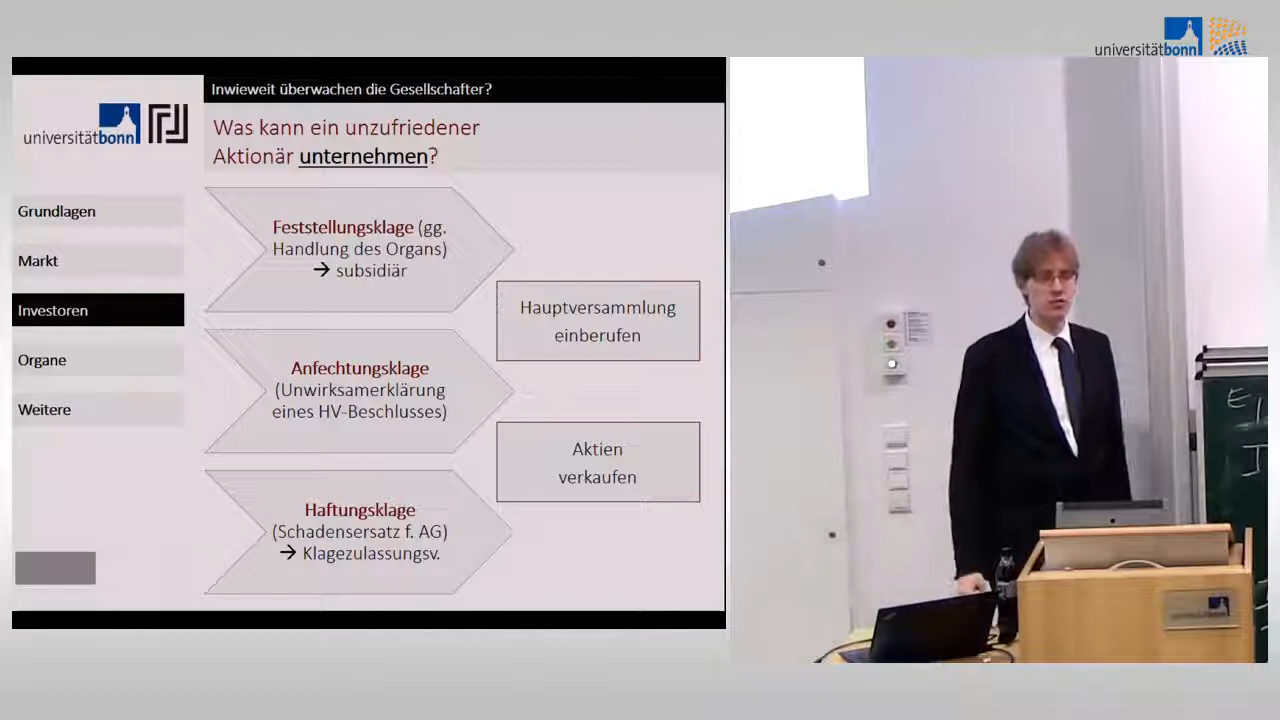 universitätbonn
Inwieweit überwachen die Gesellschafter?
universitätbonn
Was kann ein unzufriedener
Aktionär unternehmen?
Grundlagen
Markt
Investoren
Organe
Weitere
Feststellungsklage (gg.
Handlung des Organs)
→ subsidiär
Anfechtungsklage
(Unwirksamerklärung
eines HV-Beschlusses)
Haftungsklage
(Schadensersatz f. AG)
→ Klagezulassungsv.
Hauptversammlung
einberufen
Aktien
verkaufen
E
I
universitätbonn